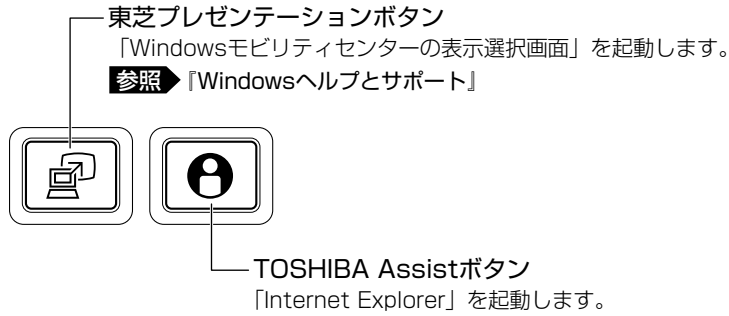 東芝プレゼンテーションボタン
「Windowsモビリティセンターの表示選択画面」を起動します。
参照 『Windowsヘルプとサポート』
TOSHIBA Assistボタン
「Internet Explorer」を起動します。